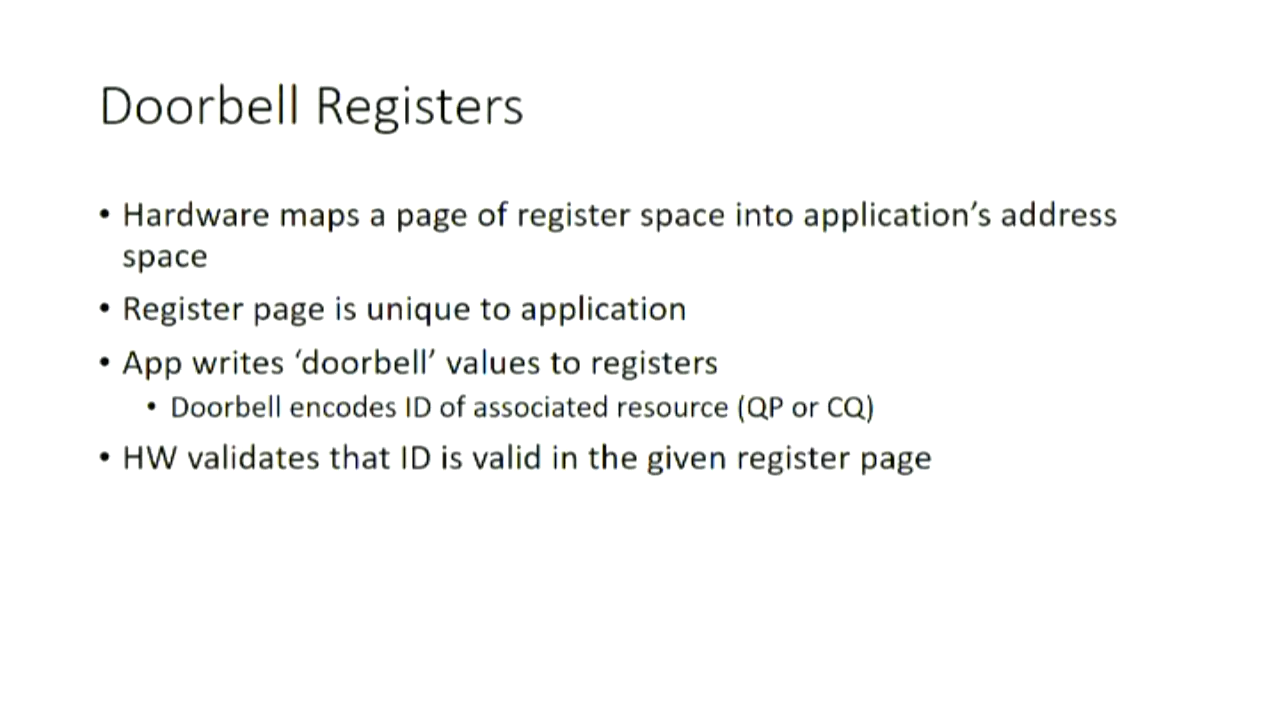 Doorbell Registers
• Hardware maps a page of register space into application’s address
space
• Register page is unique to application
• App writes ‘doorbell’ values to registers
• Doorbell encodes ID of associated resource (QP or CQ)
• HW validates that ID is valid in the given register page